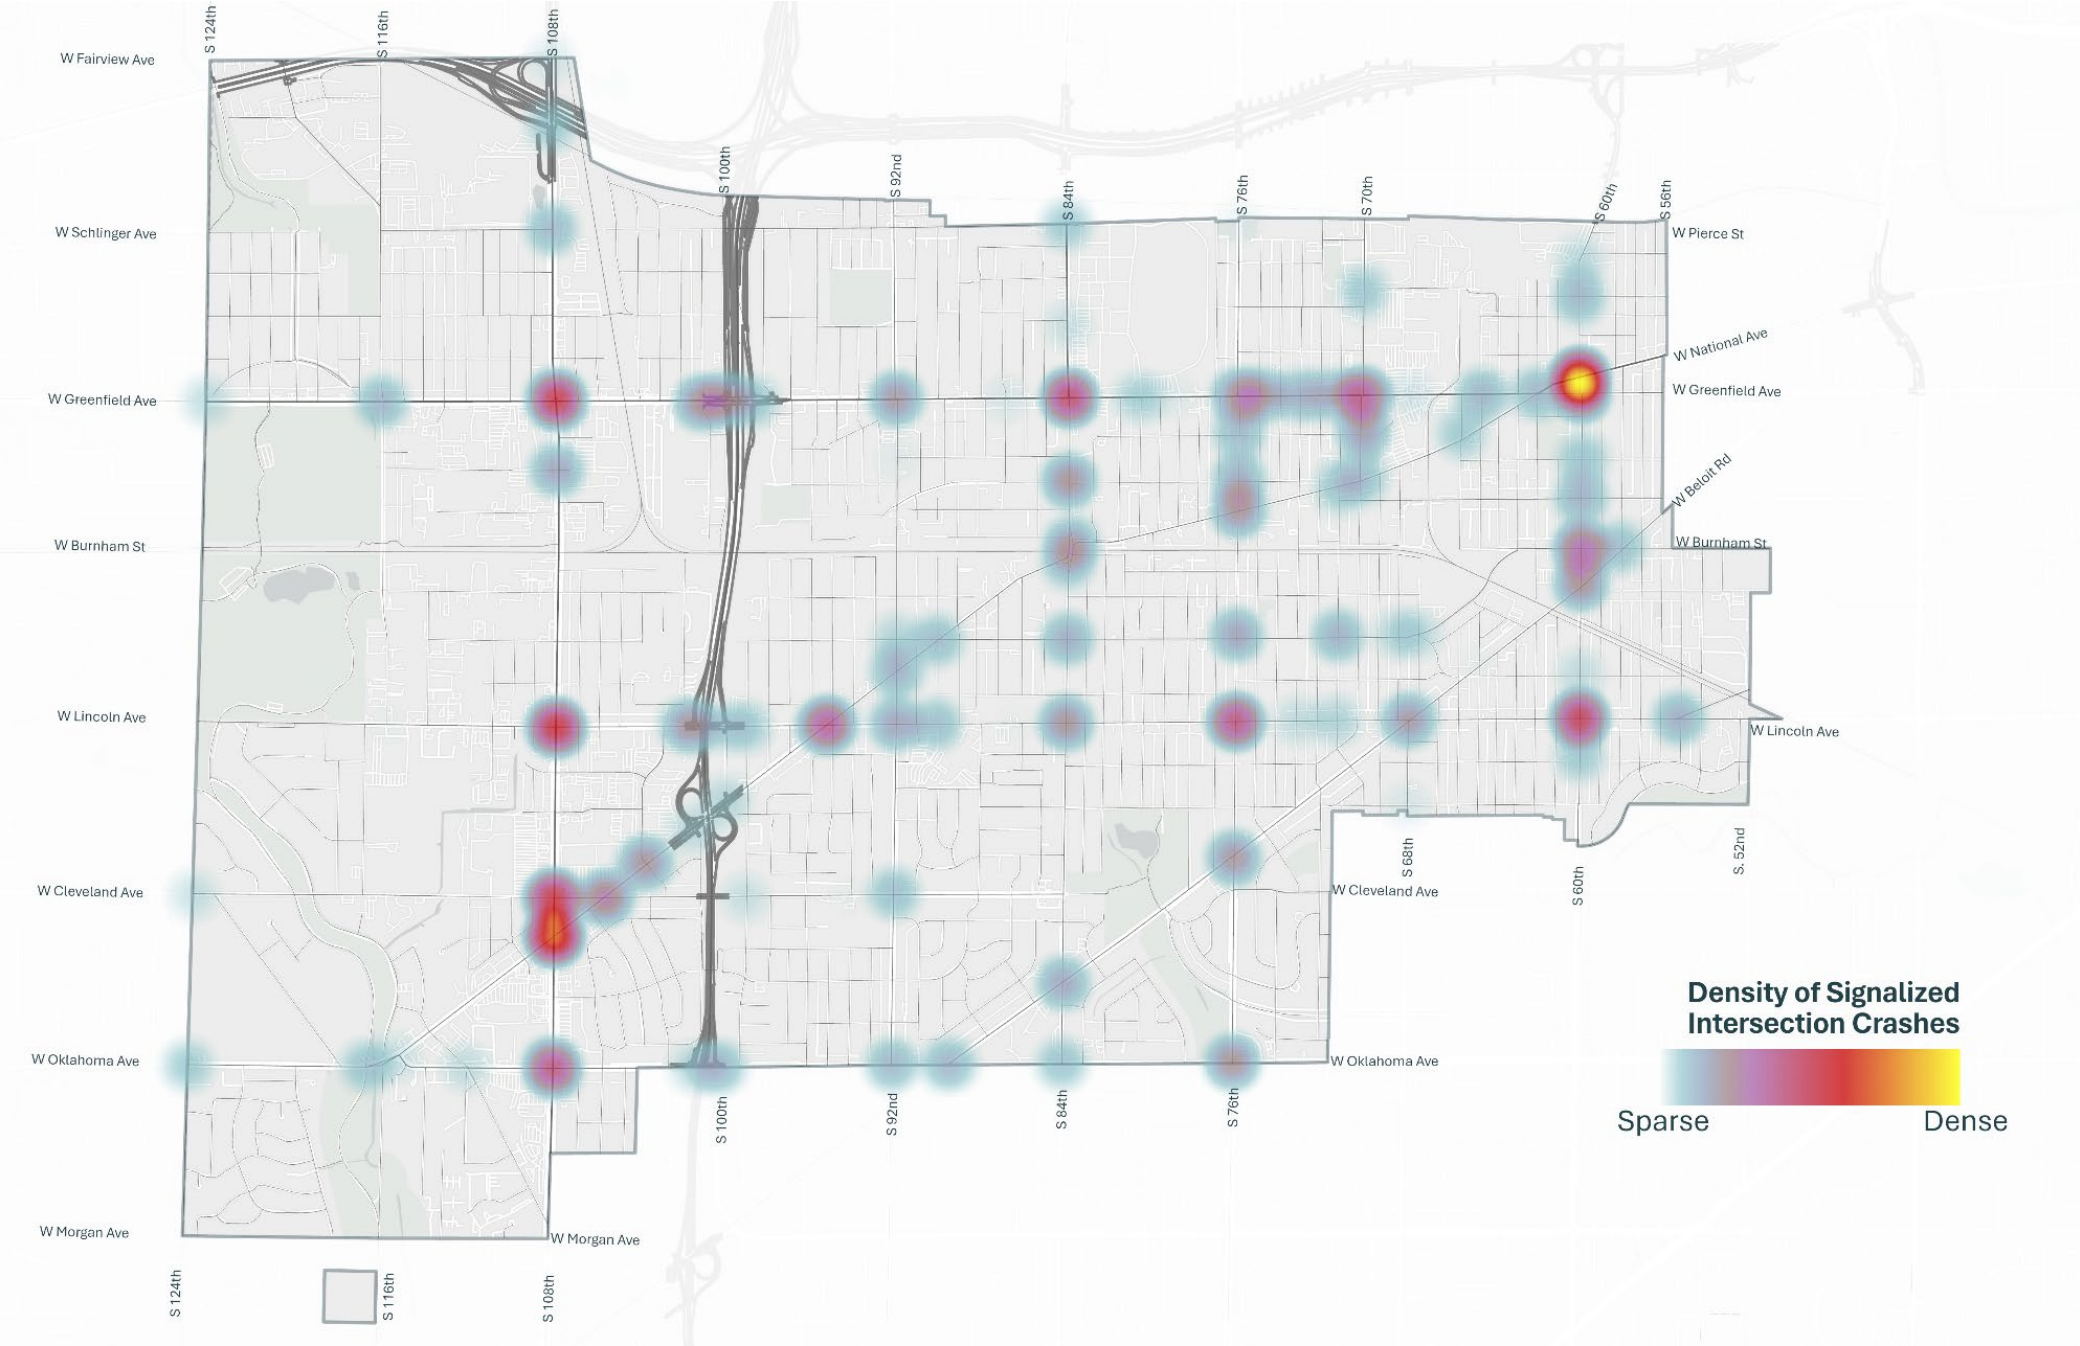 S 124th
S 116th
S 108th
W Fairview Ave
S 100th
S 92nd
S 84th
S 76th
S 70th
S 60th
S 56th
W Schlinger Ave
W Pierce St
W National Ave
W Greenfield Ave
W Greenfield Ave
W Beloit Rd
W Burnham St
W Burnham St
W Lincoln Ave
W Lincoln Ave
S 68th
S 60th
S. 52nd
W Cleveland Ave
W Cleveland Ave
W Oklahoma Ave
W Oklahoma Ave
S 100th
S 92nd
S 84th
S 76th
Density of Signalized
Intersection Crashes
Sparse
Dense
W Morgan Ave
W Morgan Ave
S 124th
S 116th
S 108th